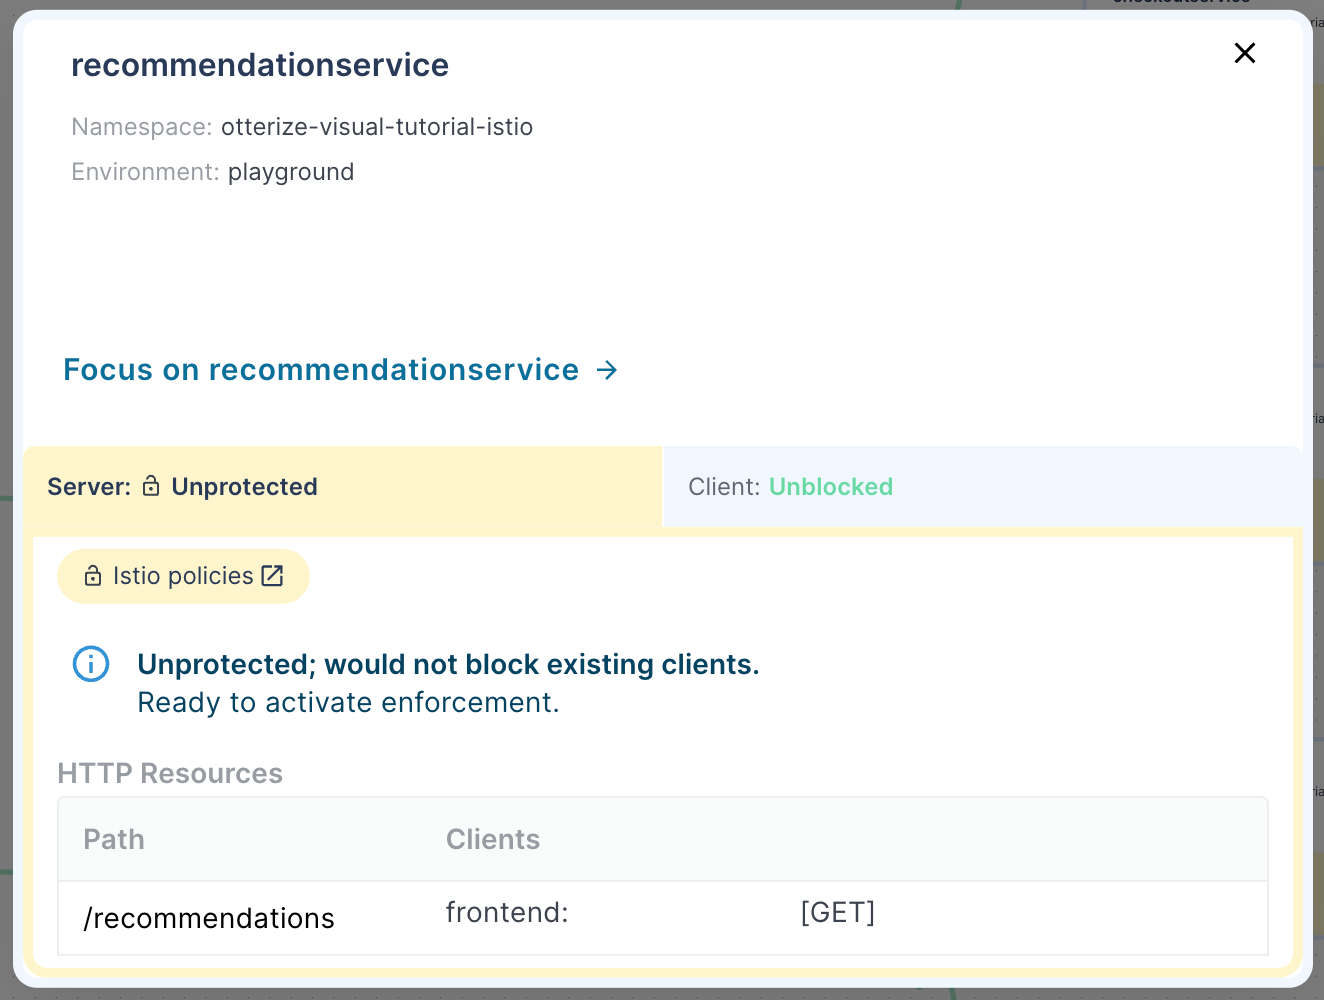 recommendationservice
Namespace: otterize-visual-tutorial-istio
Environment: playground
Focus on recommendationservice →
Server: Unprotected
Client: Unblocked
Istio policies
Unprotected; would not block existing clients.
Ready to activate enforcement.
HTTP Resources
Path Clients
/recommendations frontend: [GET]